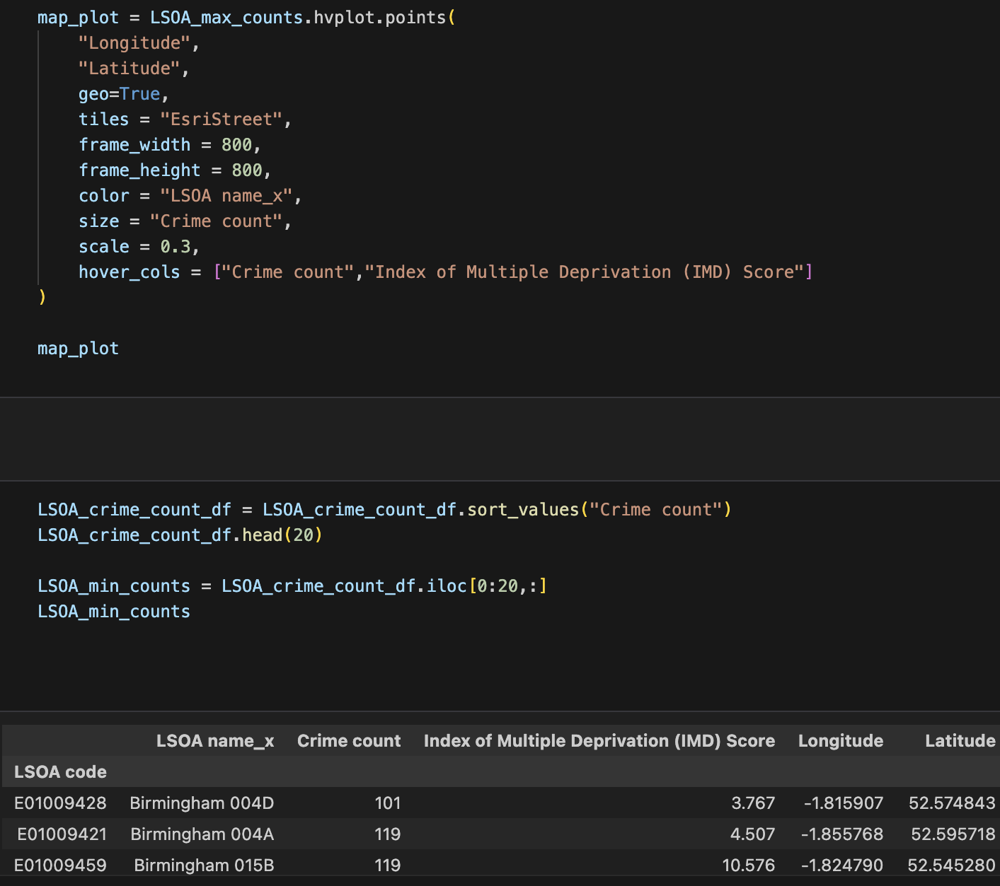 map_plot = LSOA_max_counts.hvplot.points(
    "Longitude",
    "Latitude",
    geo=True,
    tiles = "EsriStreet",
    frame_width = 800,
    frame_height = 800,
    color = "LSOA name_x",
    size = "Crime count",
    scale = 0.3,
    hover_cols = ["Crime count","Index of Multiple Deprivation (IMD) Score"]
)
map_plot
LSOA_crime_count_df = LSOA_crime_count_df.sort_values("Crime count")
LSOA_crime_count_df.head(20)
LSOA_min_counts = LSOA_crime_count_df.iloc[0:20,:]
LSOA_min_counts
LSOA name_x Crime count Index of Multiple Deprivation (IMD) Score Longitude Latitude
LSOA code
E01009428 Birmingham 004D 101 3.767 -1.815907 52.574843
E01009421 Birmingham 004A 119 4.507 -1.855768 52.595718
E01009459 Birmingham 015B 119 10.576 -1.824790 52.545280